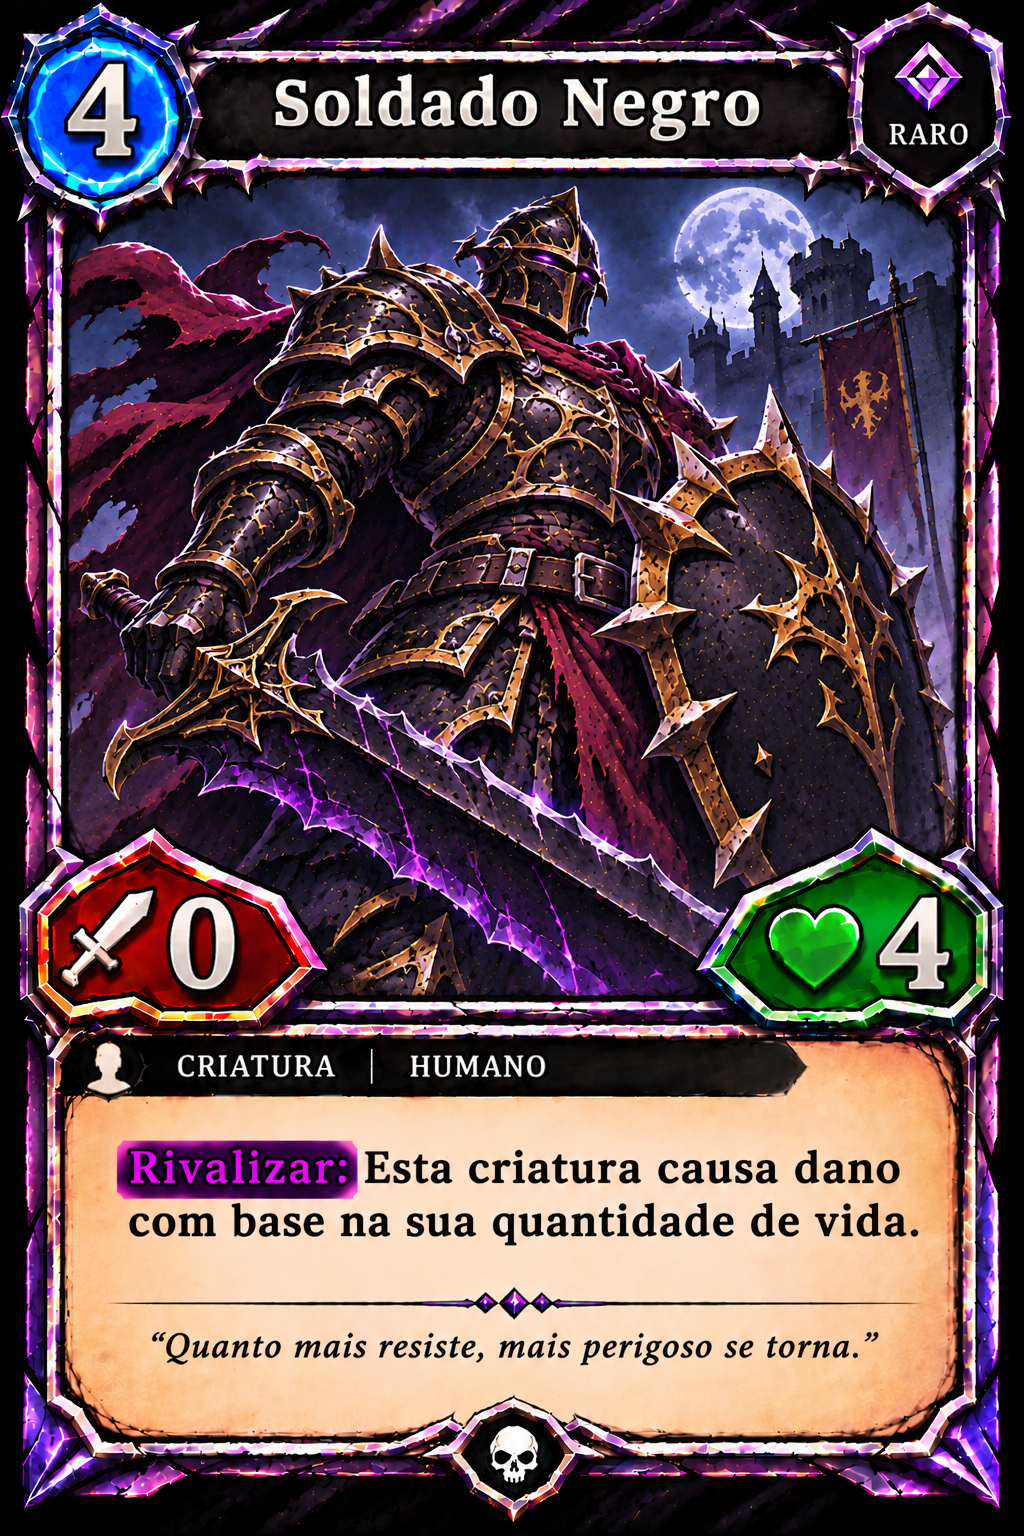 4
Soldado Negro
RARO
0
4
CRIATURA | HUMANO
Rivalizar: Esta criatura causa dano
com base na sua quantidade de vida.
“Quanto mais resiste, mais perigoso se torna.”